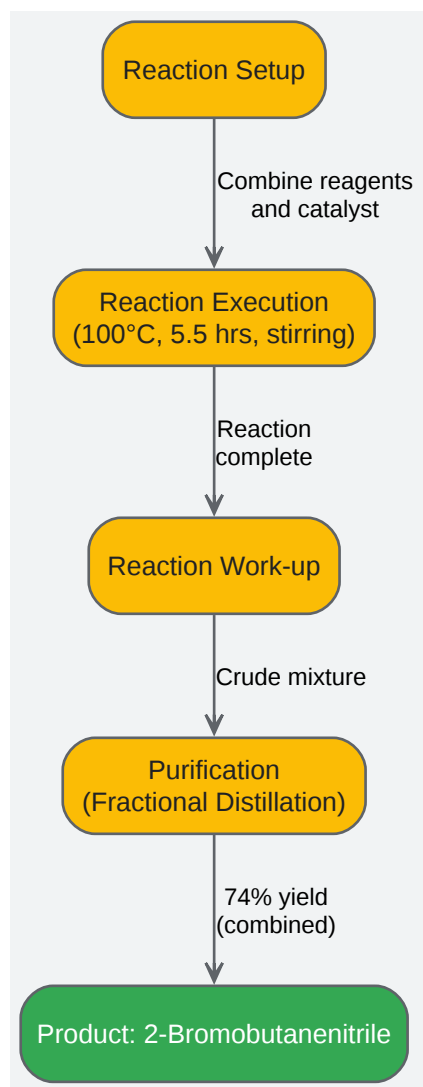 Reaction Setup
Combine reagents
and catalyst
Reaction Execution
(100°C, 5.5 hrs, stirring)
Reaction
complete
Reaction Work-up
Crude mixture
Purification
(Fractional Distillation)
74% yield
(combined)
Product: 2-Bromobutanenitrile